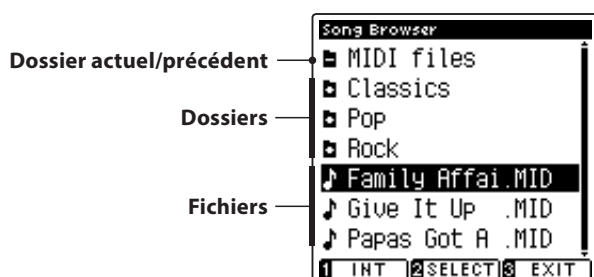 Song Browser
Dossier actuel/précédent
MIDI files
Classics
Dossiers
Pop
Rock
Family Affai.MID
Fichiers
Give It Up .MID
Papas Got A .MID
1 INT 2 SELECT 3 EXIT